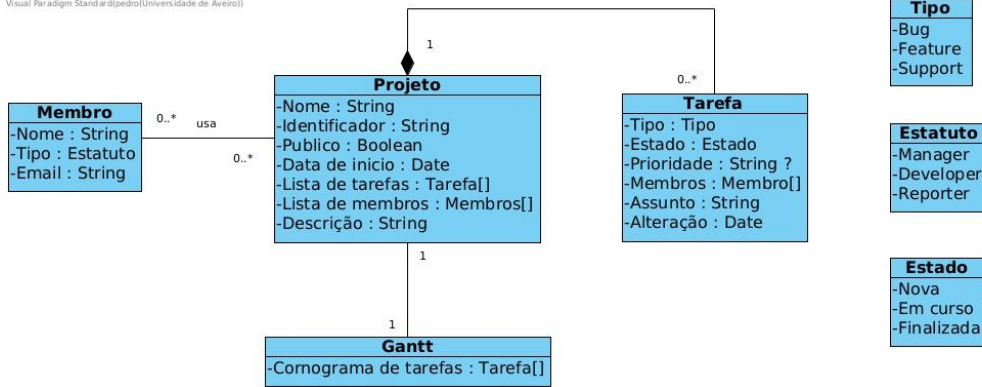 Visual Paradigm Standard(pedro(Universidade de Aveiro))
1
0..*
Membro
-Nome : String
-Tipo : Estatuto
-Email : String
0..*
usa
0..*
Projeto
-Nome : String
-Identificador : String
-Publico : Boolean
-Data de inicio : Date
-Lista de tarefas : Tarefa[]
-Lista de membros : Membros[]
-Descrição : String
Tarefa
-Tipo : Tipo
-Estado : Estado
-Prioridade : String ?
-Membros : Membro[]
-Assunto : String
-Alteração : Date
1
1
Gantt
-Cornograma de tarefas : Tarefa[]
Tipo
-Bug
-Feature
-Support
Estatuto
-Manager
-Developer
-Reporter
Estado
-Nova
-Em curso
-Finalizada